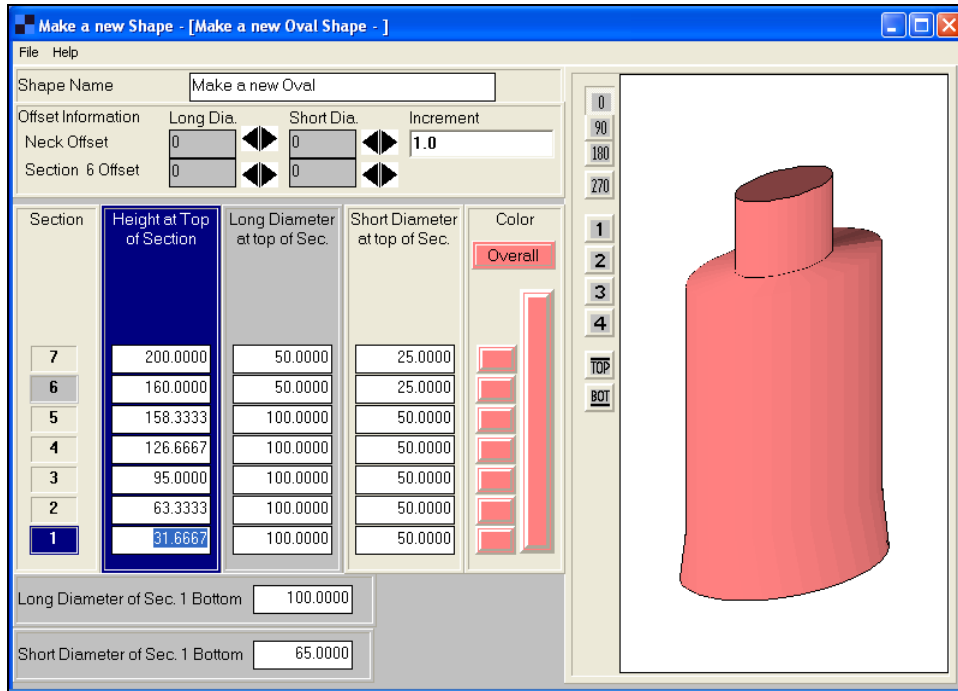 Make a new Shape - [Make a new Oval Shape - ]
File Help
Shape Name Make a new Oval
Offset Information Long Dia. Short Dia. Increment
Neck Offset 0 0 1.0
Section 6 Offset 0 0
Section Height at Top of Section Long Diameter at top of Sec. Short Diameter at top of Sec. Color
Overall
7 200.0000 50.0000 25.0000
6 160.0000 50.0000 25.0000
5 158.3333 100.0000 50.0000
4 126.6667 100.0000 50.0000
3 95.0000 100.0000 50.0000
2 63.3333 100.0000 50.0000
1 31.6667 100.0000 50.0000
Long Diameter of Sec. 1 Bottom 100.0000
Short Diameter of Sec. 1 Bottom 65.0000
0
90
180
270
1
2
3
4
TOP
BOT